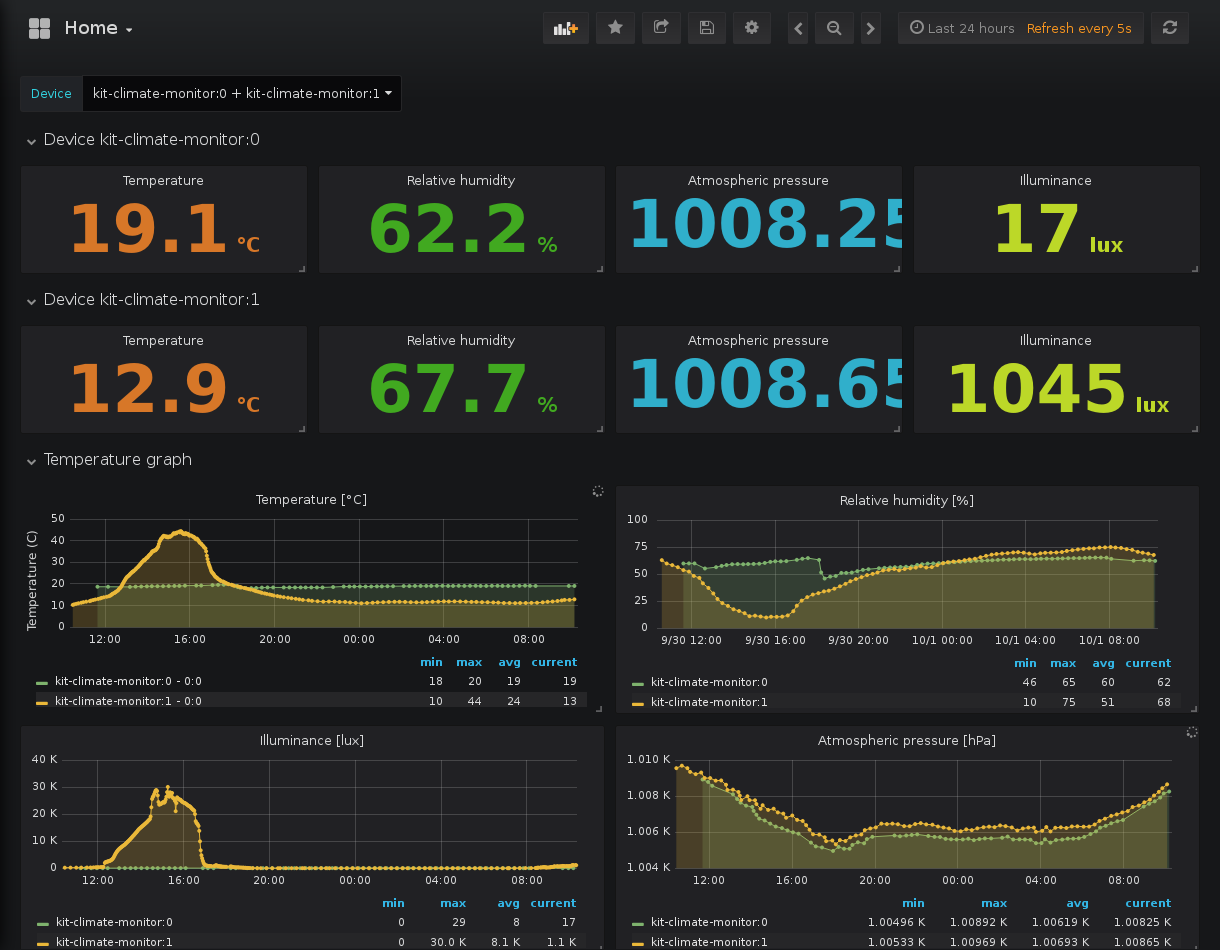 Home
Last 24 hours Refresh every 5s
Device kit-climate-monitor:0 + kit-climate-monitor:1
Device kit-climate-monitor:0
Temperature
19.1 °C
Relative humidity
62.2 %
Atmospheric pressure
1008.25
Illuminance
17 lux
Device kit-climate-monitor:1
Temperature
12.9 °C
Relative humidity
67.7 %
Atmospheric pressure
1008.65
Illuminance
1045 lux
Temperature graph
Temperature [°C]
Temperature (C)
50
40
30
20
10
0
12:00 16:00 20:00 00:00 04:00 08:00
min max avg current
kit-climate-monitor:0 - 0:0 18 20 19 19
kit-climate-monitor:1 - 0:0 10 44 24 13
Relative humidity [%]
100
75
50
25
0
9/30 12:00 9/30 16:00 9/30 20:00 10/1 00:00 10/1 04:00 10/1 08:00
min max avg current
kit-climate-monitor:0 46 65 60 62
kit-climate-monitor:1 10 75 51 68
Illuminance [lux]
40 K
30 K
20 K
10 K
0
12:00 16:00 20:00 00:00 04:00 08:00
min max avg current
kit-climate-monitor:0 0 29 8 17
kit-climate-monitor:1 0 30.0 K 8.1 K 1.1 K
Atmospheric pressure [hPa]
1.010 K
1.008 K
1.006 K
1.004 K
12:00 16:00 20:00 00:00 04:00 08:00
min max avg current
kit-climate-monitor:0 1.00496 K 1.00892 K 1.00619 K 1.00825 K
kit-climate-monitor:1 1.00533 K 1.00969 K 1.00693 K 1.00865 K